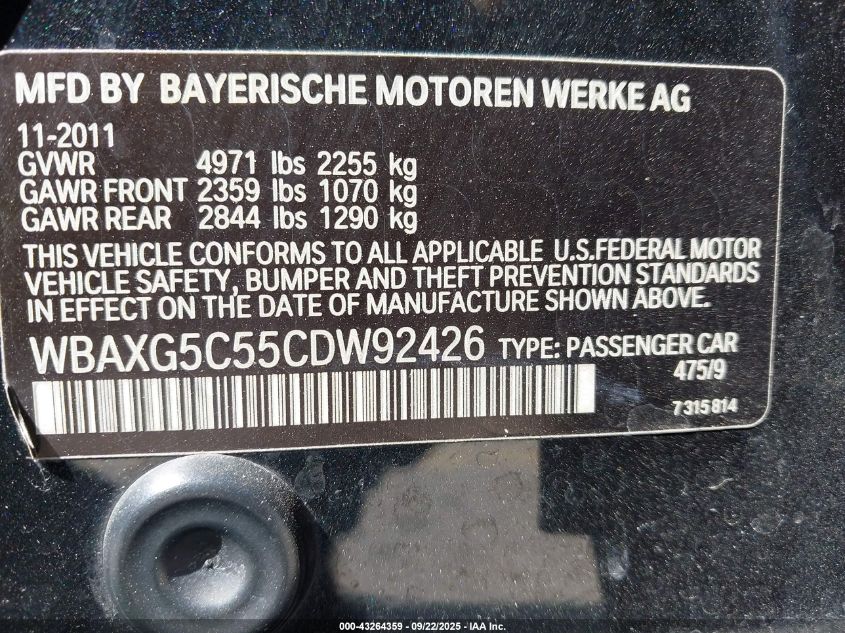 MFD BY BAYERISCHE MOTOREN WERKE AG
11-2011
GVWR 4971 lbs 2255 kg
GAWR FRONT 2359 lbs 1070 kg
GAWR REAR 2844 lbs 1290 kg
THIS VEHICLE CONFORMS TO ALL APPLICABLE U.S.FEDERAL MOTOR
VEHICLE SAFETY, BUMPER AND THEFT PREVENTION STANDARDS
IN EFFECT ON THE DATE OF MANUFACTURE SHOWN ABOVE.
WBAXG5C55CDW92426 TYPE: PASSENGER CAR
475/9
7315814
000-43264359 - 09/22/2025 - IAA Inc.